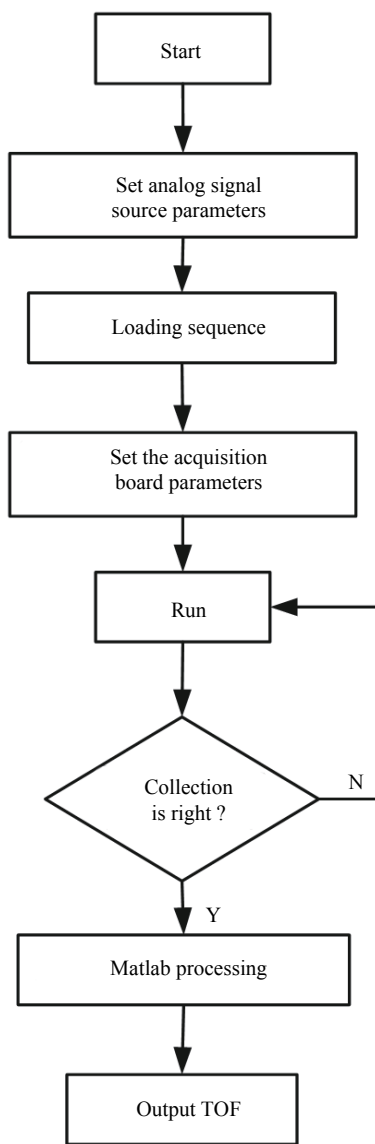 Start
Set analog signal
source parameters
Loading sequence
Set the acquisition
board parameters
Run
Collection
is right ?
N
Y
Matlab processing
Output TOF